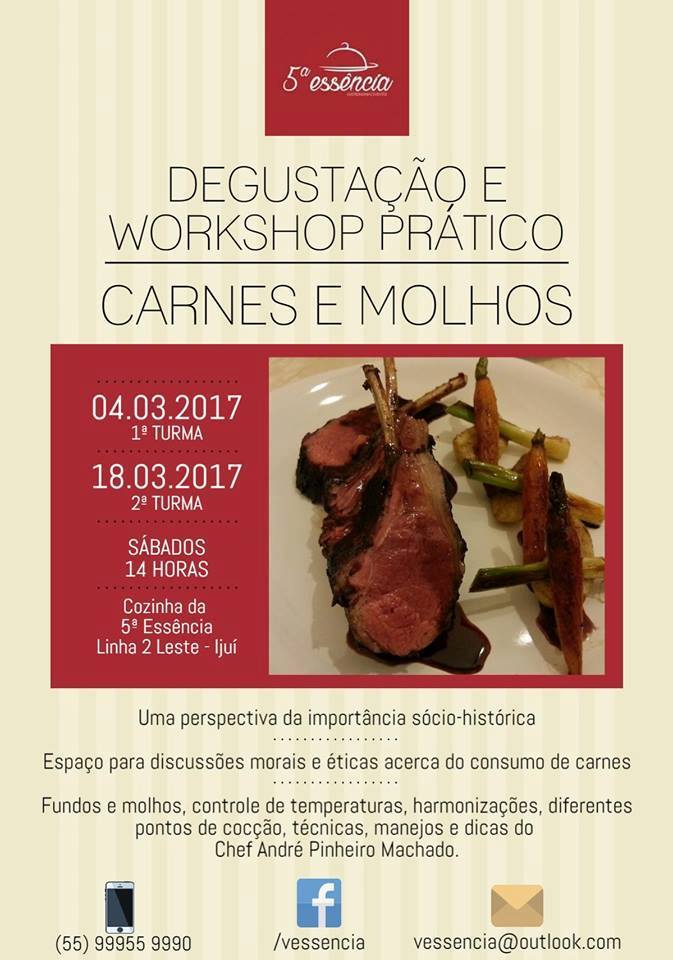 5ª essência
DEGUSTAÇÃO E
WORKSHOP PRÁTICO
CARNES E MOLHOS
04.03.2017
1ª TURMA
18.03.2017
2ª TURMA
SÁBADOS
14 HORAS
Cozinha da
5ª Essência
Linha 2 Leste - Ijuí
Uma perspectiva da importância sócio-histórica
Espaço para discussões morais e éticas acerca do consumo de carnes
Fundos e molhos, controle de temperaturas, harmonizações, diferentes
pontos de cocção, técnicas, manejos e dicas do
Chef André Pinheiro Machado.
(55) 99955 9990
/vessencia
vessencia@outlook.com